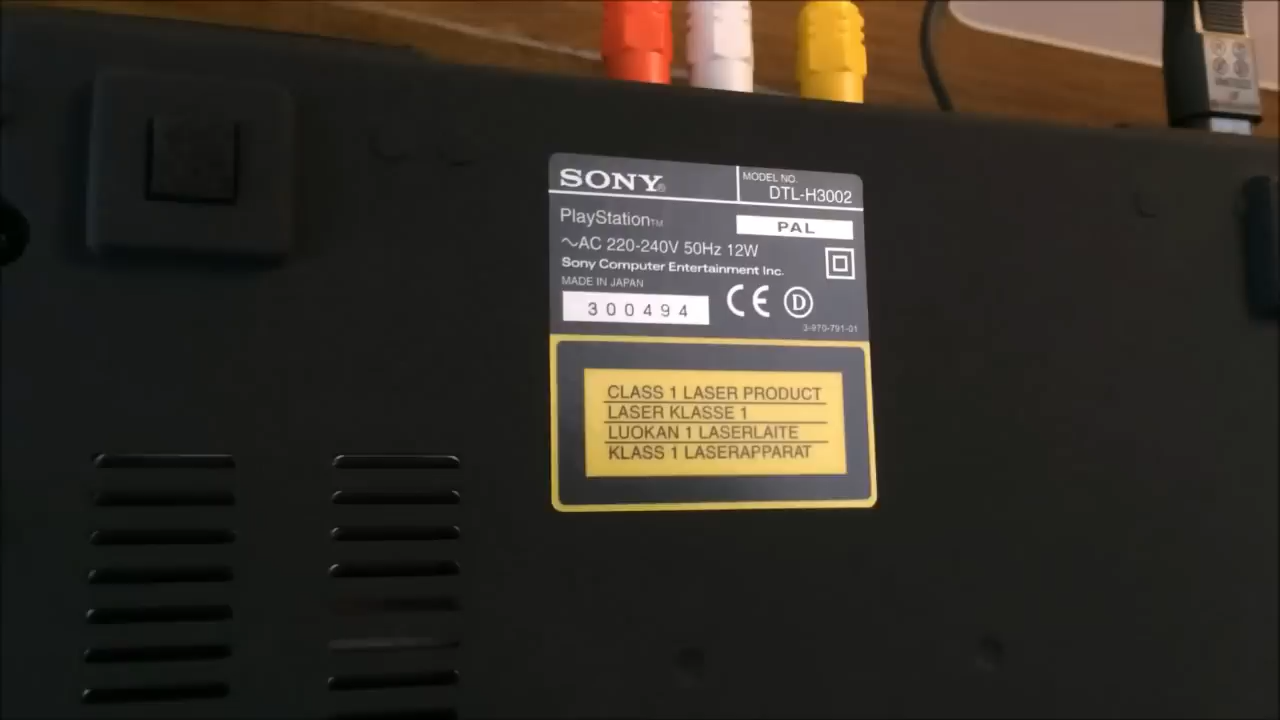 SONY®
MODEL NO.
DTL-H3002
PlayStation™
PAL
~AC 220-240V 50Hz 12W
Sony Computer Entertainment Inc.
MADE IN JAPAN
300494
CE D
3-970-791-01
CLASS 1 LASER PRODUCT
LASER KLASSE 1
LUOKAN 1 LASERLAITE
KLASS 1 LASERAPPARAT